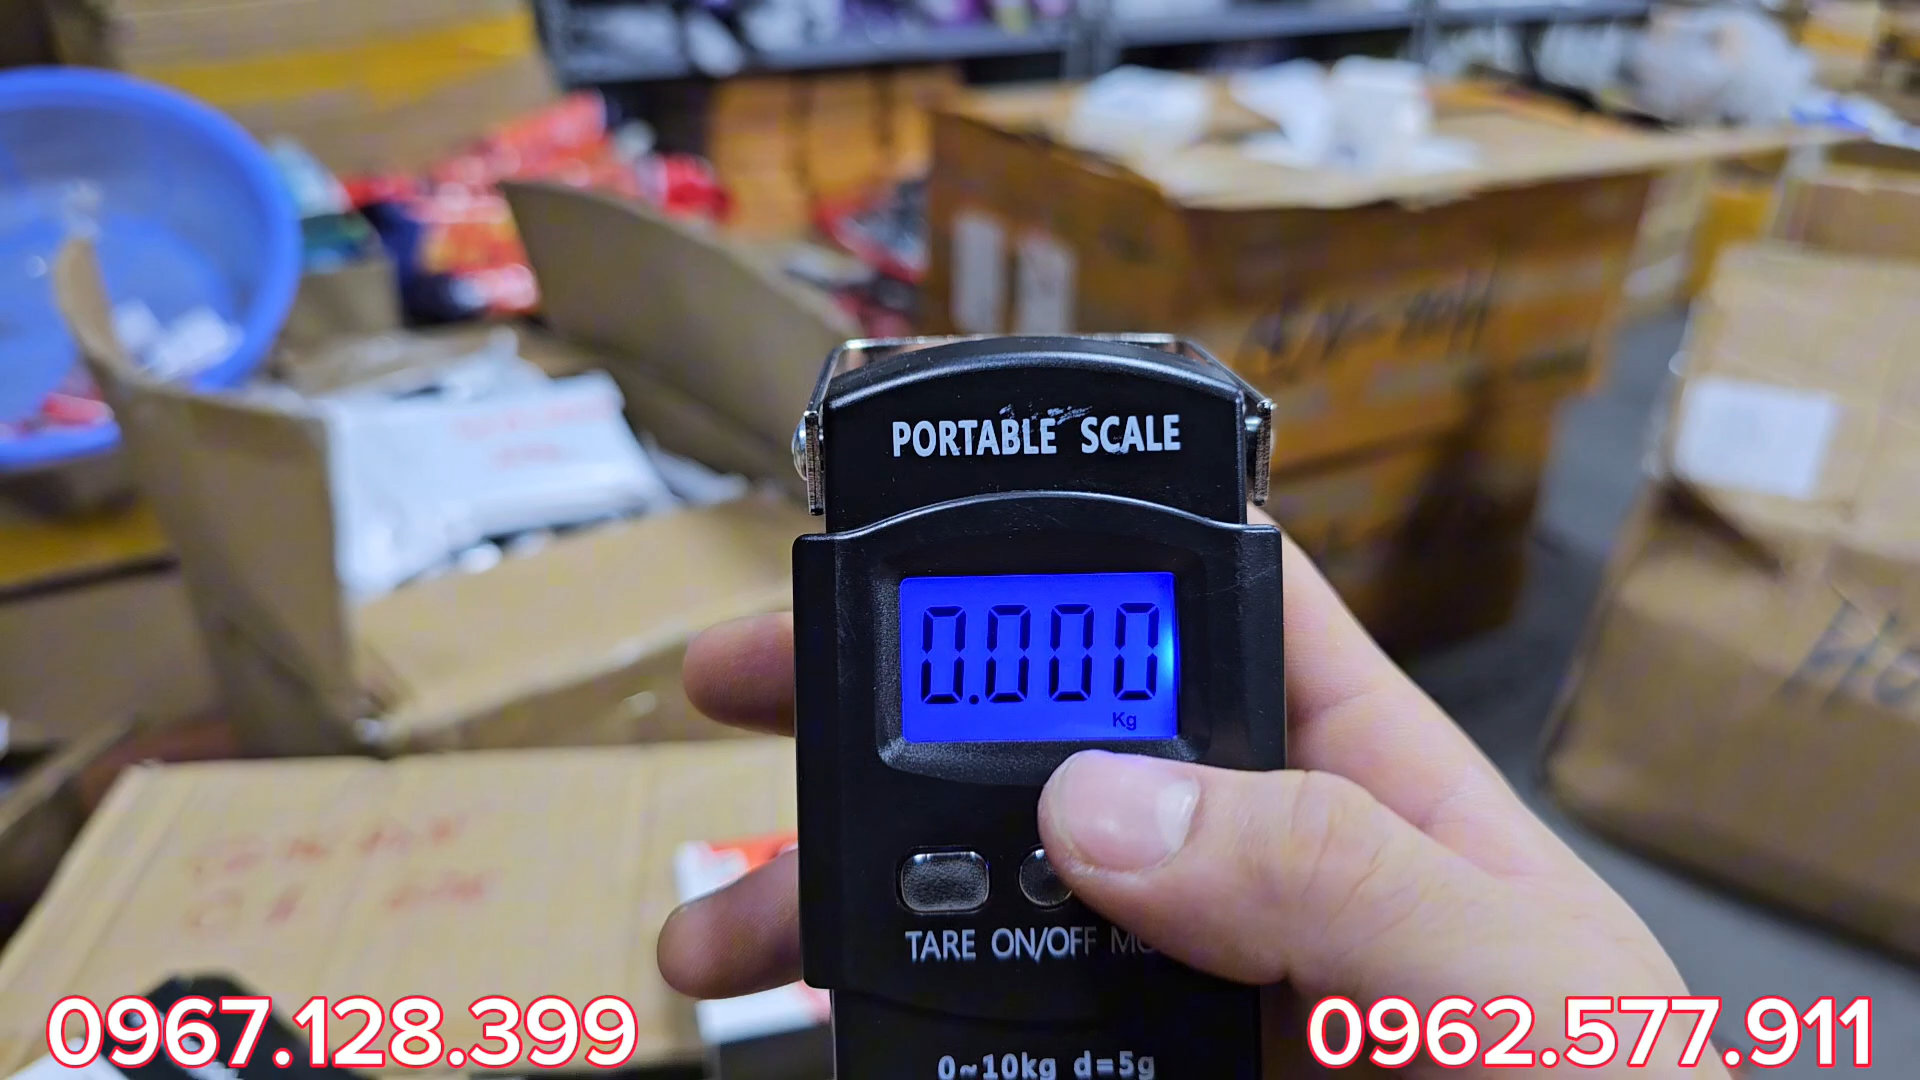 PORTABLE SCALE
0.000
Kg
TARE ON/OFF
0~10kg d=5g
0967.128.399
0962.577.911